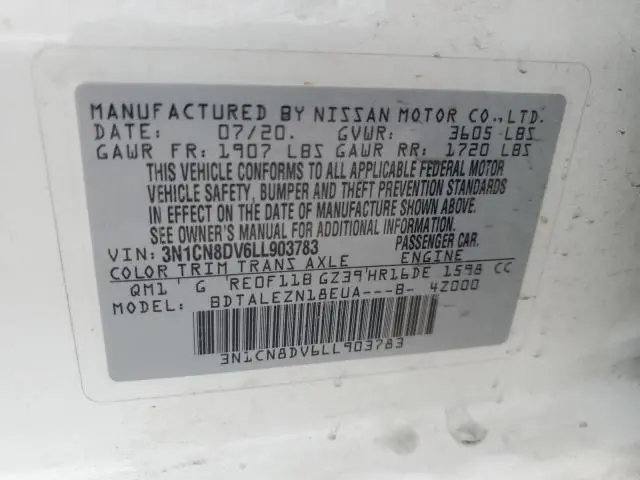 MANUFACTURED BY NISSAN MOTOR CO., LTD.
DATE: 07/20. GVWR: 3605 LBS
GAWR FR: 1907 LBS GAWR RR: 1720 LBS
THIS VEHICLE CONFORMS TO ALL APPLICABLE FEDERAL MOTOR
VEHICLE SAFETY, BUMPER AND THEFT PREVENTION STANDARDS
IN EFFECT ON THE DATE OF MANUFACTURE SHOWN ABOVE.
SEE OWNER'S MANUAL FOR ADDITIONAL INFORMATION.
VIN: 3N1CN8DV6LL903783 PASSENGER CAR
COLOR TRIM TRANS AXLE ENGINE
QM1 ' G RE0F11B GZ39'HR16DE 1598 CC
MODEL: BDTALEZN18EUA---B- 4Z000
3N1CN8DV6LL903783